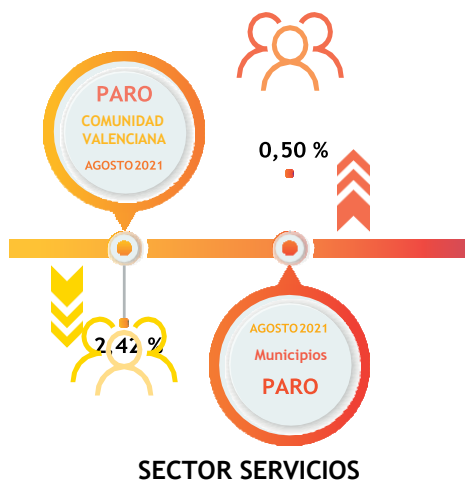 PARO
COMUNIDAD
VALENCIANA
AGOSTO 2021
0,50 %
2,42 %
AGOSTO 2021
Municipios
PARO
SECTOR SERVICIOS